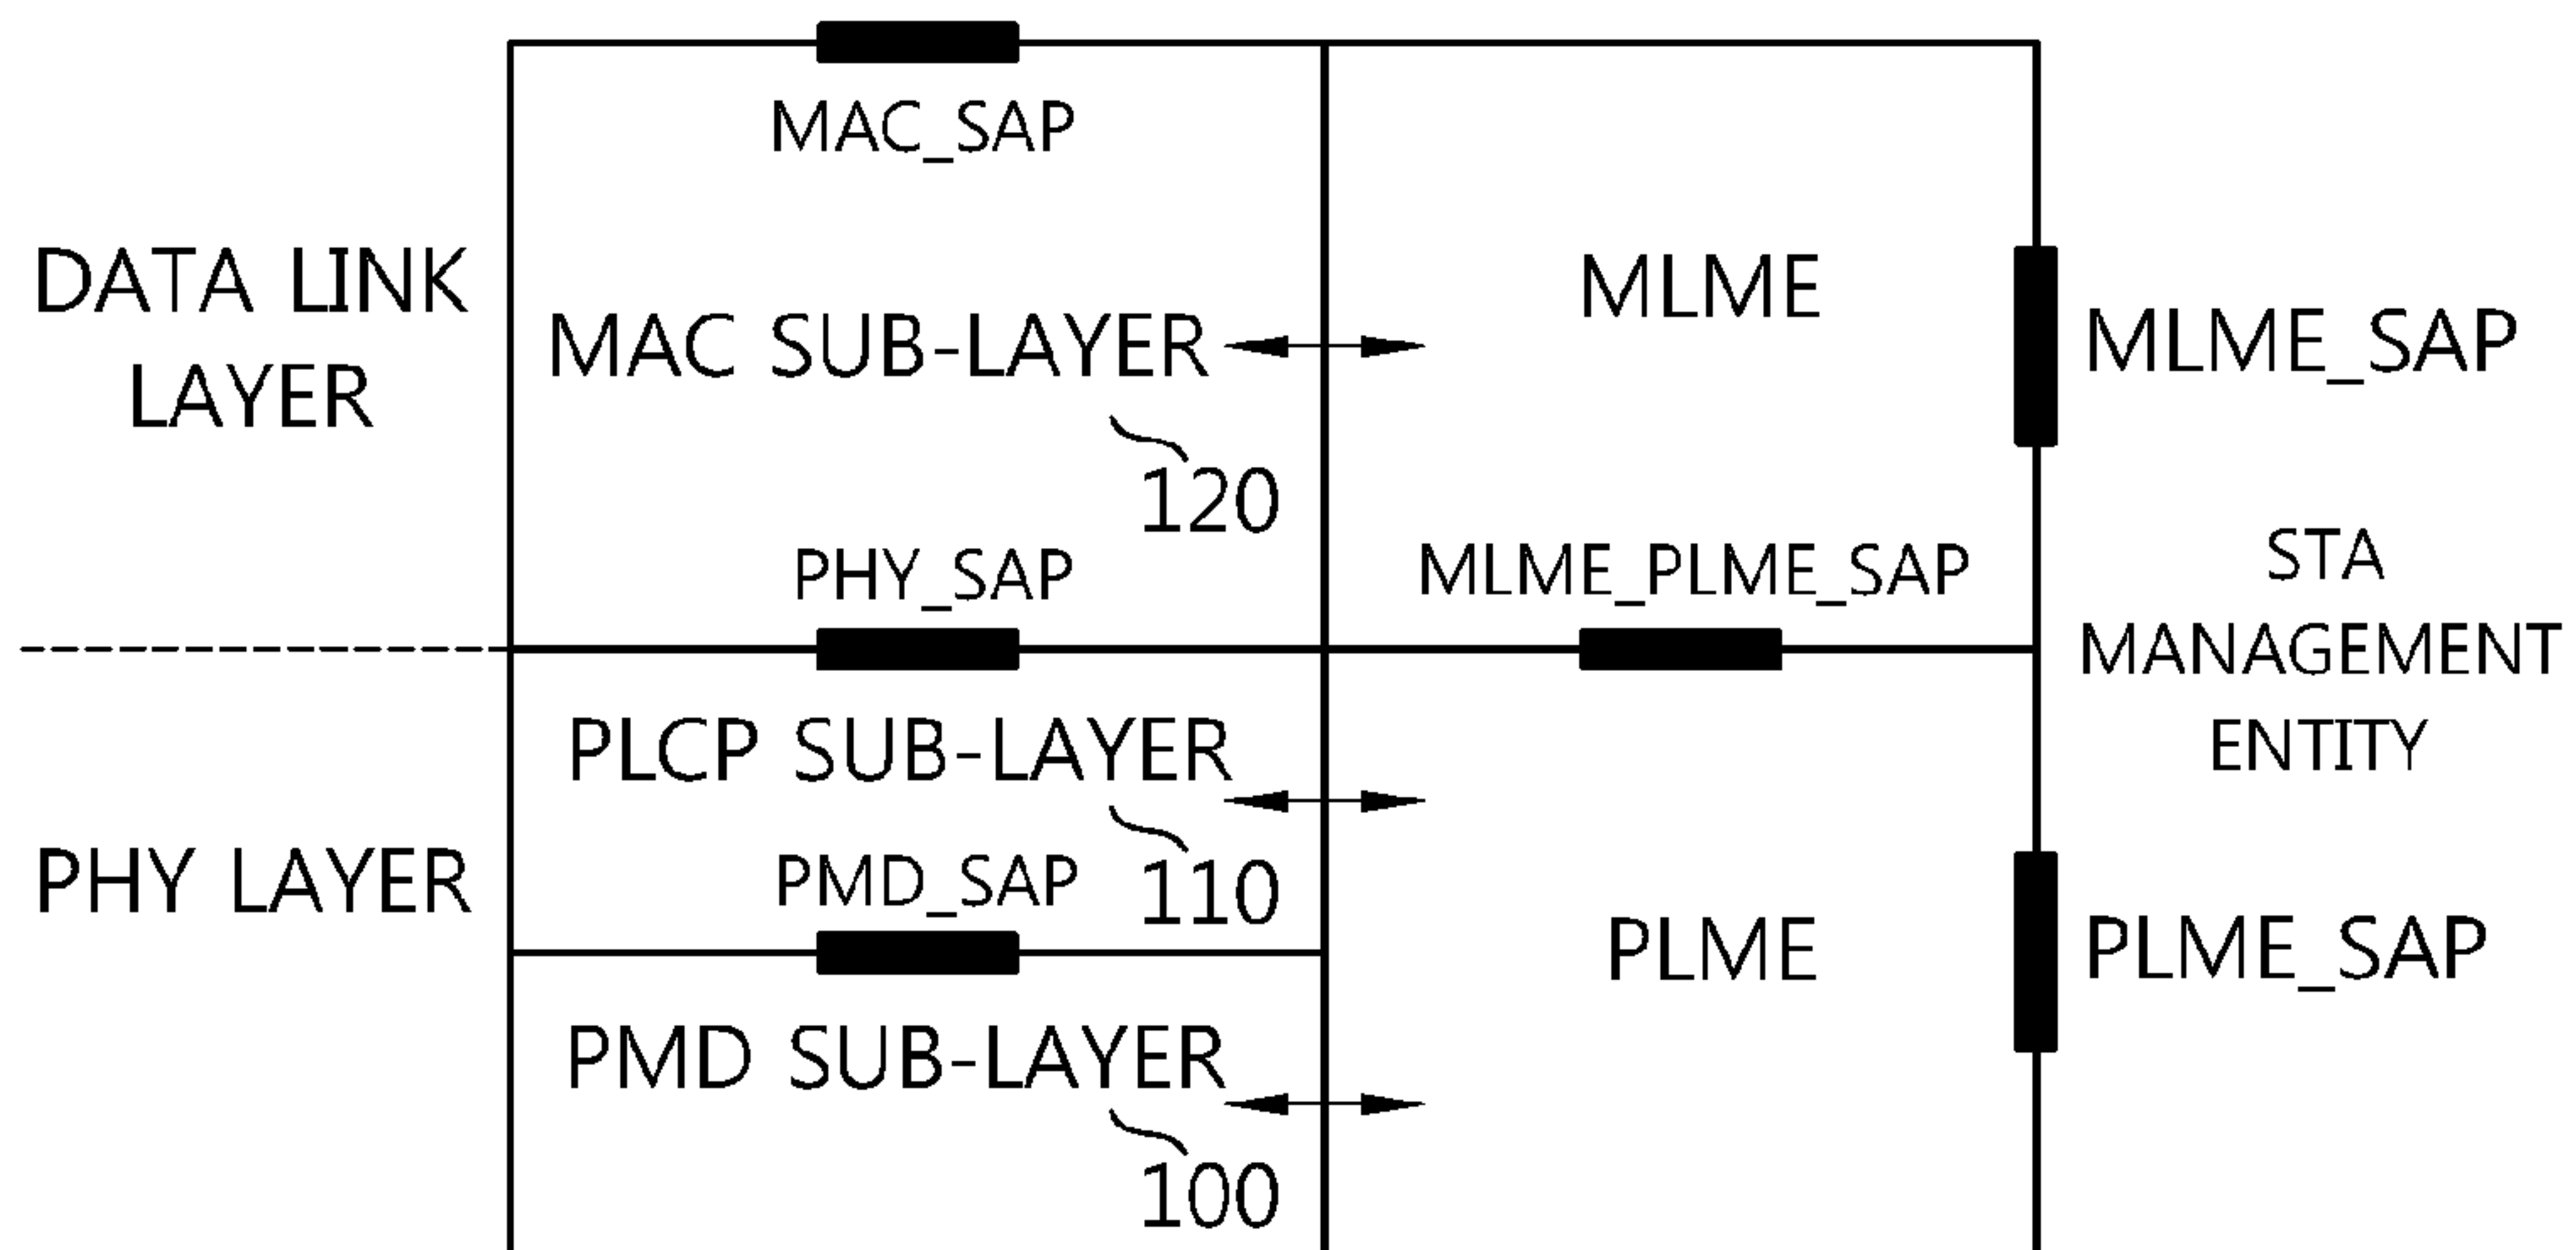 MAC_SAP
DATA LINK
LAYER
MAC SUB-LAYER
120
MLME
MLME_SAP
PHY_SAP
MLME_PLME_SAP
STA
MANAGEMENT
ENTITY
PHY LAYER
PLCP SUB-LAYER
110
PMD_SAP
PLME
PLME_SAP
PMD SUB-LAYER
100